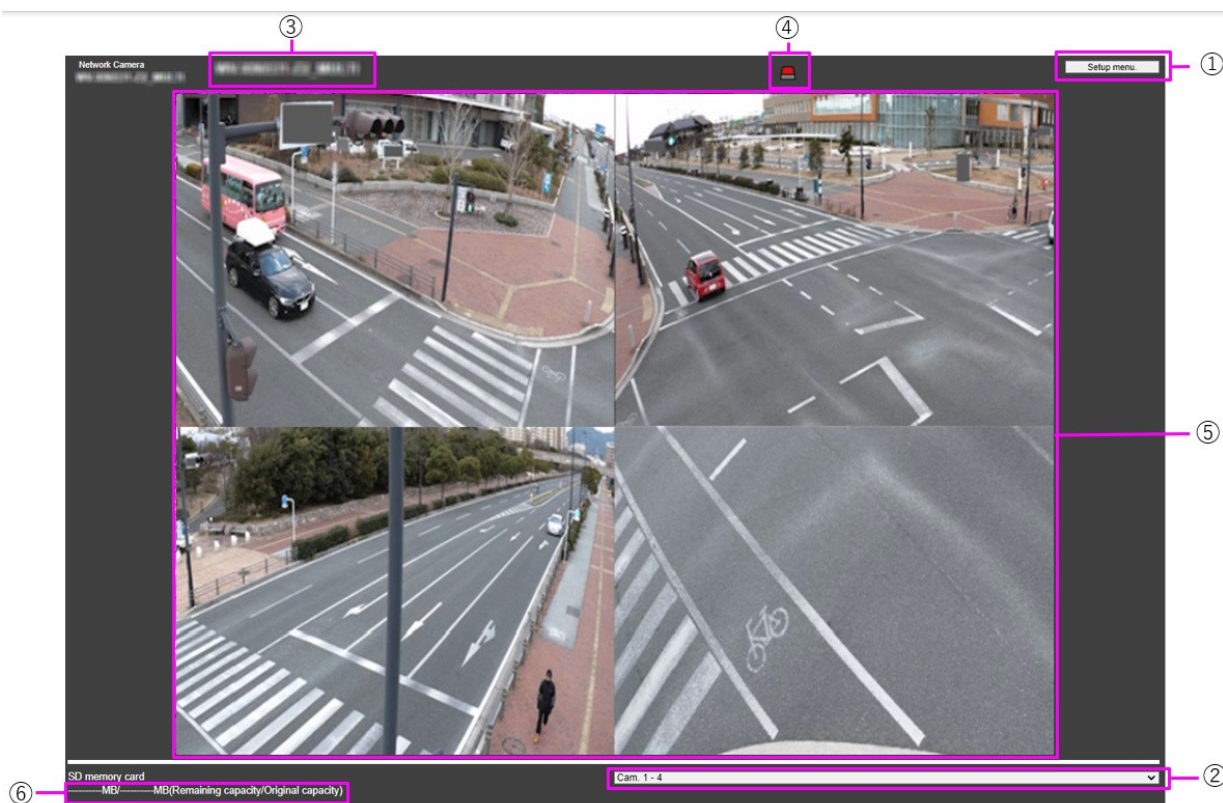 ③
④
Network Camera
Setup menu.
①
⑤
SD memory card
Cam. 1 - 4
②
----------MB/----------MB(Remaining capacity/Original capacity)
⑥